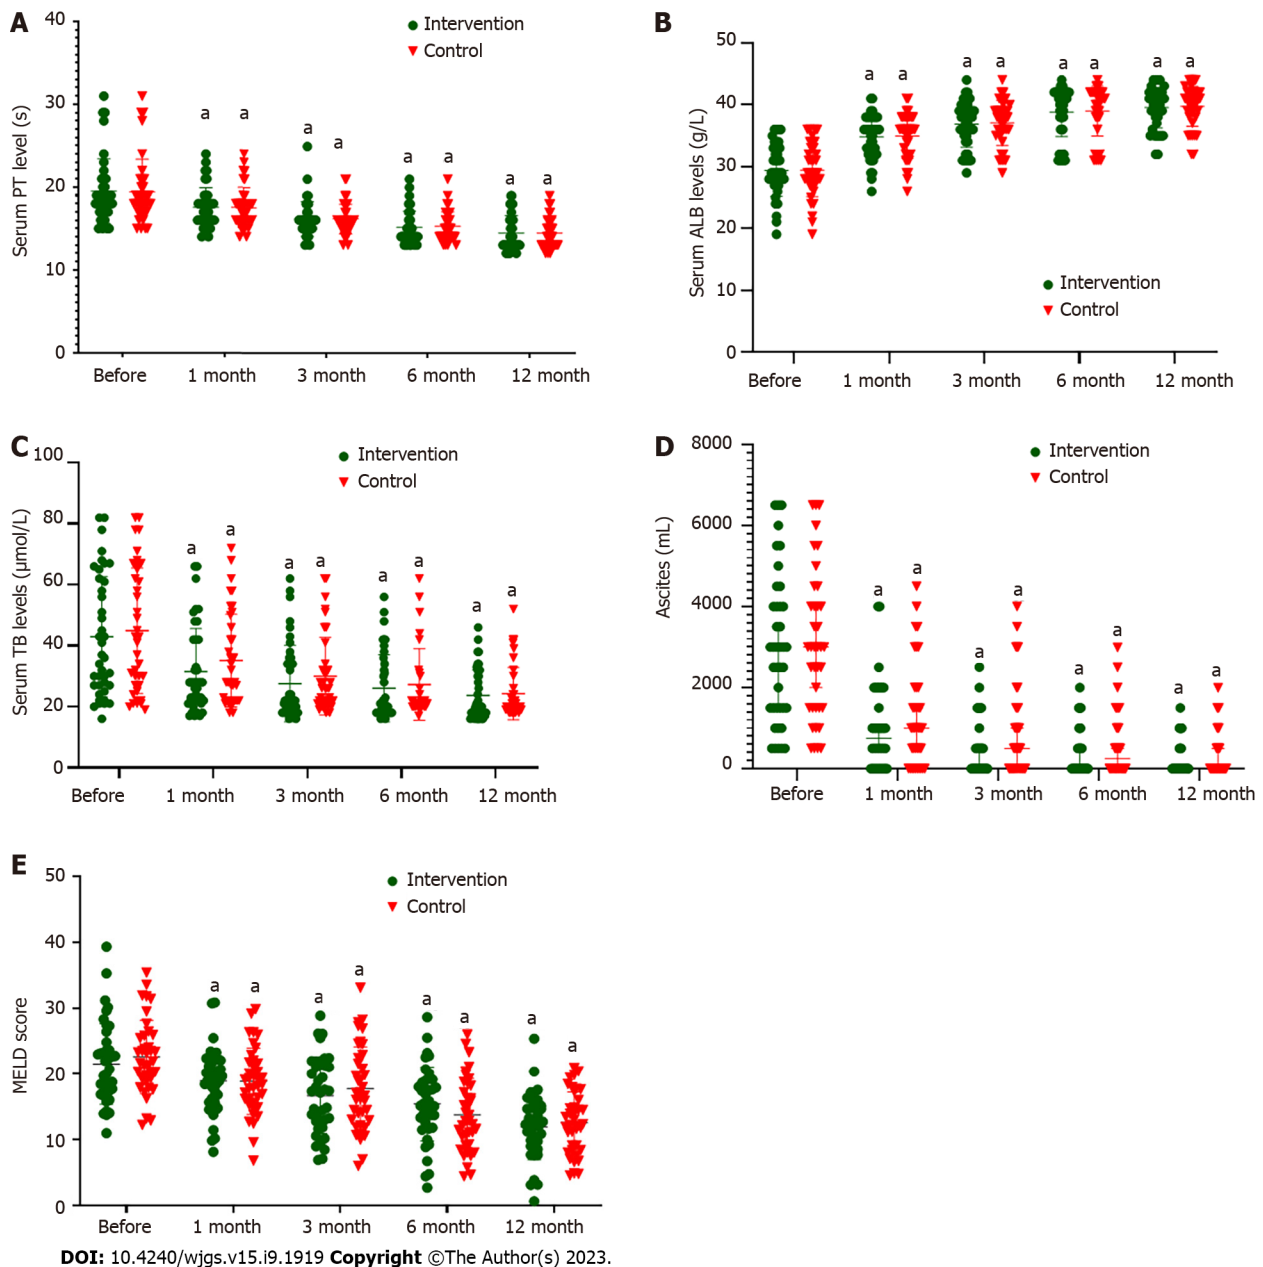 A
40
30
20
10
0
Serum PT level (s)
Intervention
Control
a a a a a a a a
Before 1 month 3 month 6 month 12 month
B
50
40
30
20
10
0
Serum ALB levels (g/L)
a a a a a a a a
Intervention
Control
Before 1 month 3 month 6 month 12 month
C
100
80
60
40
20
0
Serum TB levels (µmol/L)
Intervention
Control
a a a a a a a a
Before 1 month 3 month 6 month 12 month
D
8000
6000
4000
2000
0
Ascites (mL)
Intervention
Control
a a a a a a a a
Before 1 month 3 month 6 month 12 month
E
50
40
30
20
10
0
MELD score
Intervention
Control
a a a a a a a a
Before 1 month 3 month 6 month 12 month
DOI: 10.4240/wjgs.v15.i9.1919 Copyright ©The Author(s) 2023.